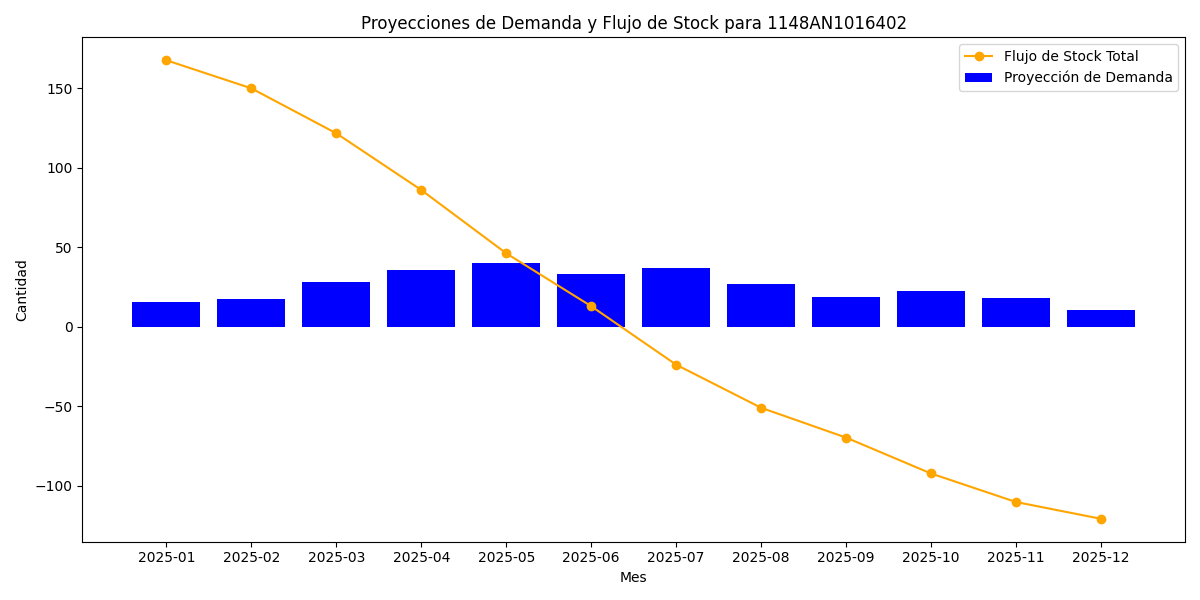 Proyecciones de Demanda y Flujo de Stock para 1148AN1016402
Flujo de Stock Total
Proyección de Demanda
Cantidad
150
100
50
0
−50
−100
2025-01 2025-02 2025-03 2025-04 2025-05 2025-06 2025-07 2025-08 2025-09 2025-10 2025-11 2025-12
Mes